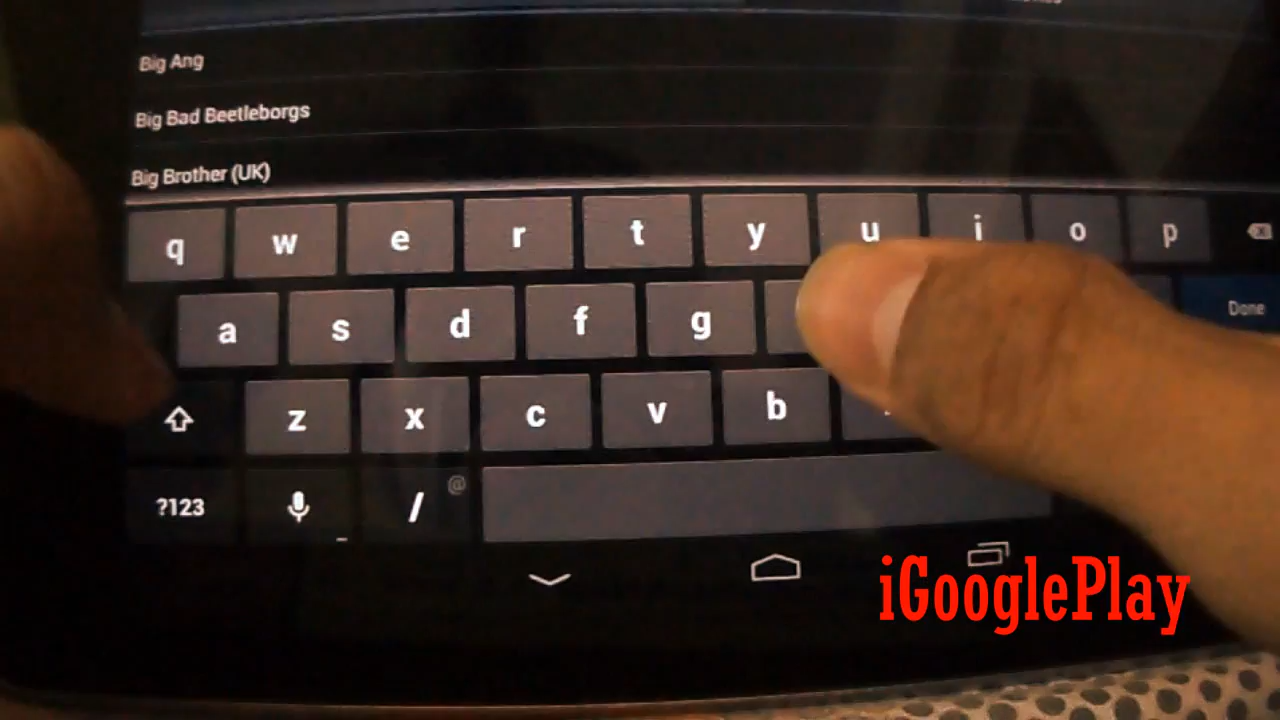 Big Ang
Big Bad Beetleborgs
Big Brother (UK)
q w e r t y u i o p
a s d f g Done
z x c v b
?123 / @
iGooglePlay